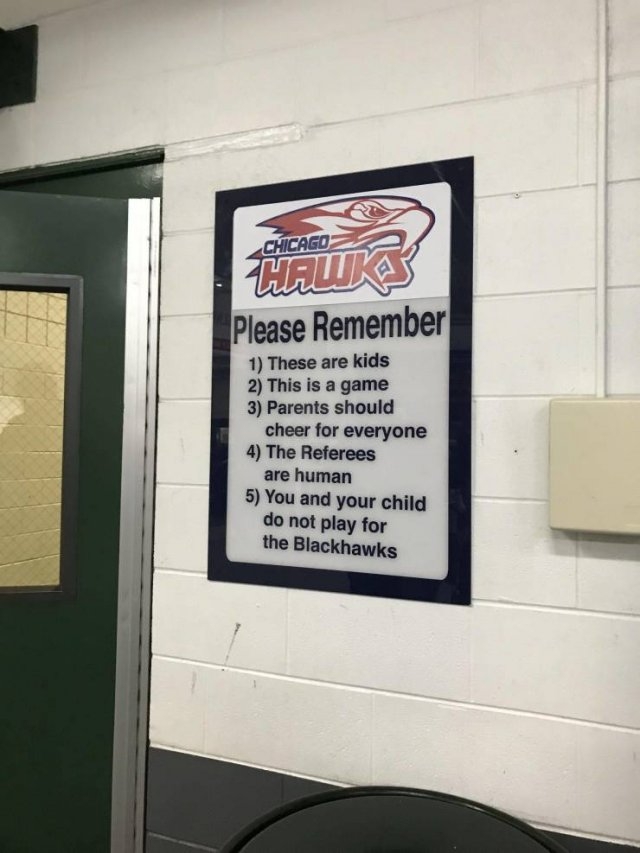 CHICAGO
HAWKS
Please Remember
1) These are kids
2) This is a game
3) Parents should
cheer for everyone
4) The Referees
are human
5) You and your child
do not play for
the Blackhawks